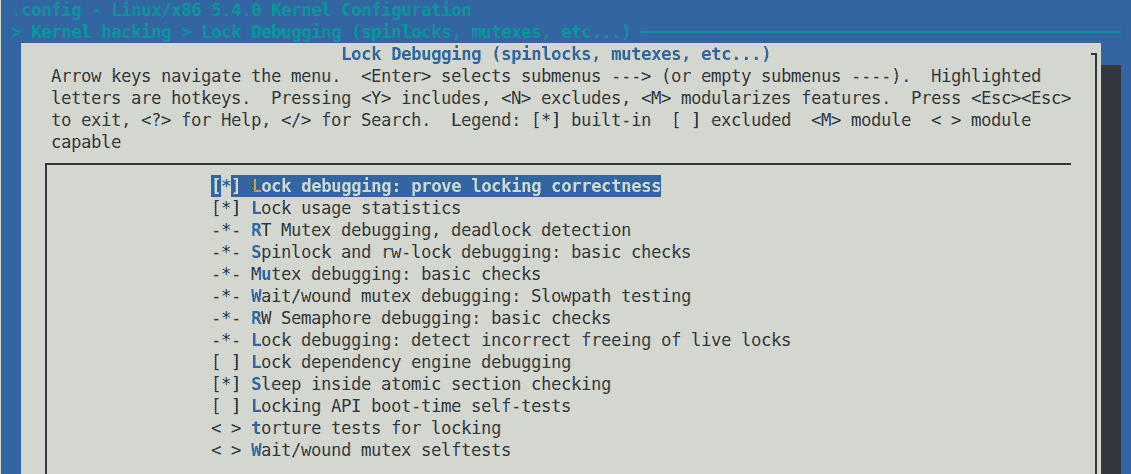 .config - Linux/x86 5.4.0 Kernel Configuration
> Kernel hacking > Lock Debugging (spinlocks, mutexes, etc...)
Lock Debugging (spinlocks, mutexes, etc...)
Arrow keys navigate the menu. <Enter> selects submenus ---> (or empty submenus ----). Highlighted
letters are hotkeys. Pressing <Y> includes, <N> excludes, <M> modularizes features. Press <Esc><Esc>
to exit, <?> for Help, </> for Search. Legend: [*] built-in [ ] excluded <M> module < > module
capable
[*] Lock debugging: prove locking correctness
[*] Lock usage statistics
-*- RT Mutex debugging, deadlock detection
-*- Spinlock and rw-lock debugging: basic checks
-*- Mutex debugging: basic checks
-*- Wait/wound mutex debugging: Slowpath testing
-*- RW Semaphore debugging: basic checks
-*- Lock debugging: detect incorrect freeing of live locks
[ ] Lock dependency engine debugging
[*] Sleep inside atomic section checking
[ ] Locking API boot-time self-tests
< > torture tests for locking
< > Wait/wound mutex selftests